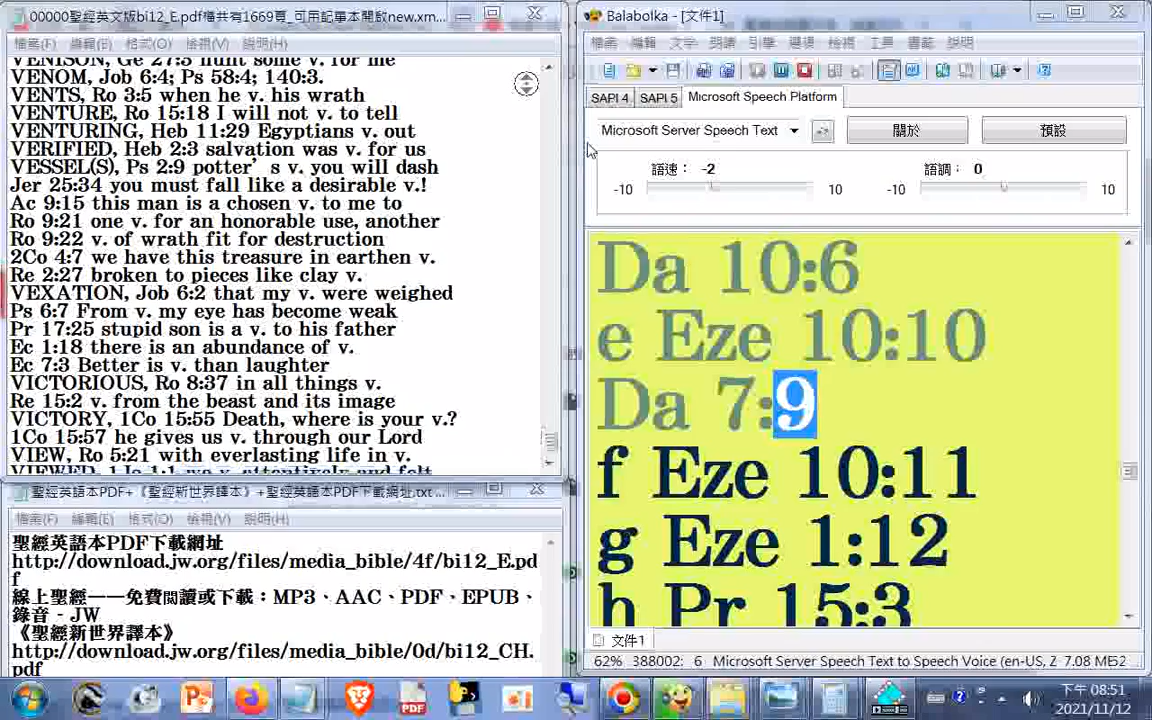 00000聖經英文版bi12_E.pdf檔共有1669頁_可用記事本開啟new.xm...
檔案(F) 編輯(E) 格式(O) 檢視(V) 說明(H)
VENISON, Ge 27:3 hunt some v. for me
VENOM, Job 6:4; Ps 58:4; 140:3.
VENTS, Ro 3:5 when he v. his wrath
VENTURE, Ro 15:18 I will not v. to tell
VENTURING, Heb 11:29 Egyptians v. out
VERIFIED, Heb 2:3 salvation was v. for us
VESSEL(S), Ps 2:9 potter’s v. you will dash
Jer 25:34 you must fall like a desirable v.!
Ac 9:15 this man is a chosen v. to me to
Ro 9:21 one v. for an honorable use, another
Ro 9:22 v. of wrath fit for destruction
2Co 4:7 we have this treasure in earthen v.
Re 2:27 broken to pieces like clay v.
VEXATION, Job 6:2 that my v. were weighed
Ps 6:7 From v. my eye has become weak
Pr 17:25 stupid son is a v. to his father
Ec 1:18 there is an abundance of v.
Ec 7:3 Better is v. than laughter
VICTORIOUS, Ro 8:37 in all things v.
Re 15:2 v. from the beast and its image
VICTORY, 1Co 15:55 Death, where is your v.?
1Co 15:57 he gives us v. through our Lord
VIEW, Ro 5:21 with everlasting life in v.
VIEWED, 1Jo 1:1 we v. attentively and felt
聖經英語本PDF+《聖經新世界譯本》+聖經英語本PDF下載網址.txt ...
檔案(F) 編輯(E) 格式(O) 檢視(V) 說明(H)
聖經英語本PDF下載網址
http://download.jw.org/files/media_bible/4f/bi12_E.pd
f
線上聖經——免費閱讀或下載：MP3、AAC、PDF、EPUB、
錄音 - JW
《聖經新世界譯本》
http://download.jw.org/files/media_bible/0d/bi12_CH.
pdf
Balabolka - [文件1]
檔案 編輯 文字 朗讀 引擎 選項 檢視 工具 書籤 說明
SAPI 4 SAPI 5 Microsoft Speech Platform
Microsoft Server Speech Text 關於 預設
語速： -2 語調： 0
-10 10 -10 10
Da 10:6
e Eze 10:10
Da 7:9
f Eze 10:11
g Eze 1:12
h Pr 15:3
文件1
62% 388002: 6 Microsoft Server Speech Text to Speech Voice (en-US, Z 7.08 MB52
PDF
下午 08:51
2021/11/12